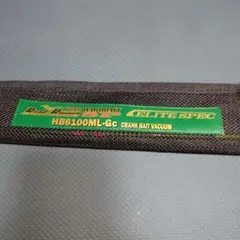 ELITE SPEC
HB6100ML-Gc CRANK BAIT VACUUM